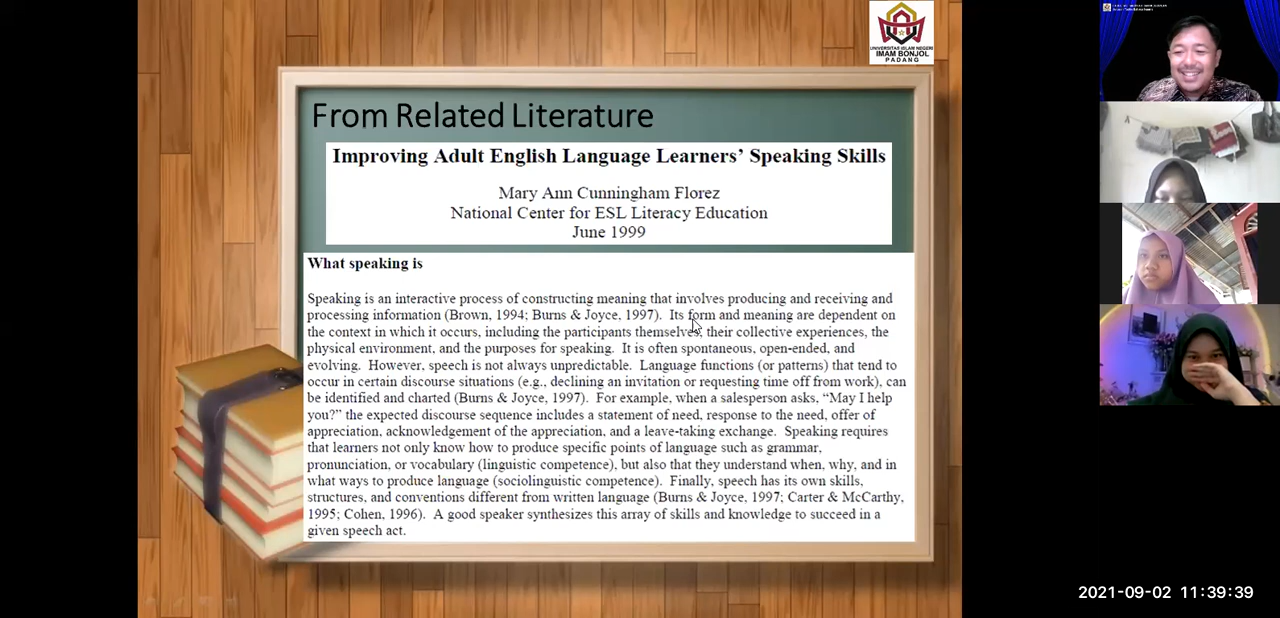 UNIVERSITAS ISLAM NEGERI
IMAM BONJOL
PADANG
From Related Literature
Improving Adult English Language Learners’ Speaking Skills
Mary Ann Cunningham Florez
National Center for ESL Literacy Education
June 1999
What speaking is
Speaking is an interactive process of constructing meaning that involves producing and receiving and
processing information (Brown, 1994; Burns & Joyce, 1997).  Its form and meaning are dependent on
the context in which it occurs, including the participants themselves, their collective experiences, the
physical environment, and the purposes for speaking.  It is often spontaneous, open-ended, and
evolving.  However, speech is not always unpredictable.  Language functions (or patterns) that tend to
occur in certain discourse situations (e.g., declining an invitation or requesting time off from work), can
be identified and charted (Burns & Joyce, 1997).  For example, when a salesperson asks, “May I help
you?” the expected discourse sequence includes a statement of need, response to the need, offer of
appreciation, acknowledgement of the appreciation, and a leave-taking exchange.  Speaking requires
that learners not only know how to produce specific points of language such as grammar,
pronunciation, or vocabulary (linguistic competence), but also that they understand when, why, and in
what ways to produce language (sociolinguistic competence).  Finally, speech has its own skills,
structures, and conventions different from written language (Burns & Joyce, 1997; Carter & McCarthy,
1995; Cohen, 1996).  A good speaker synthesizes this array of skills and knowledge to succeed in a
given speech act.
2021-09-02 11:39:39